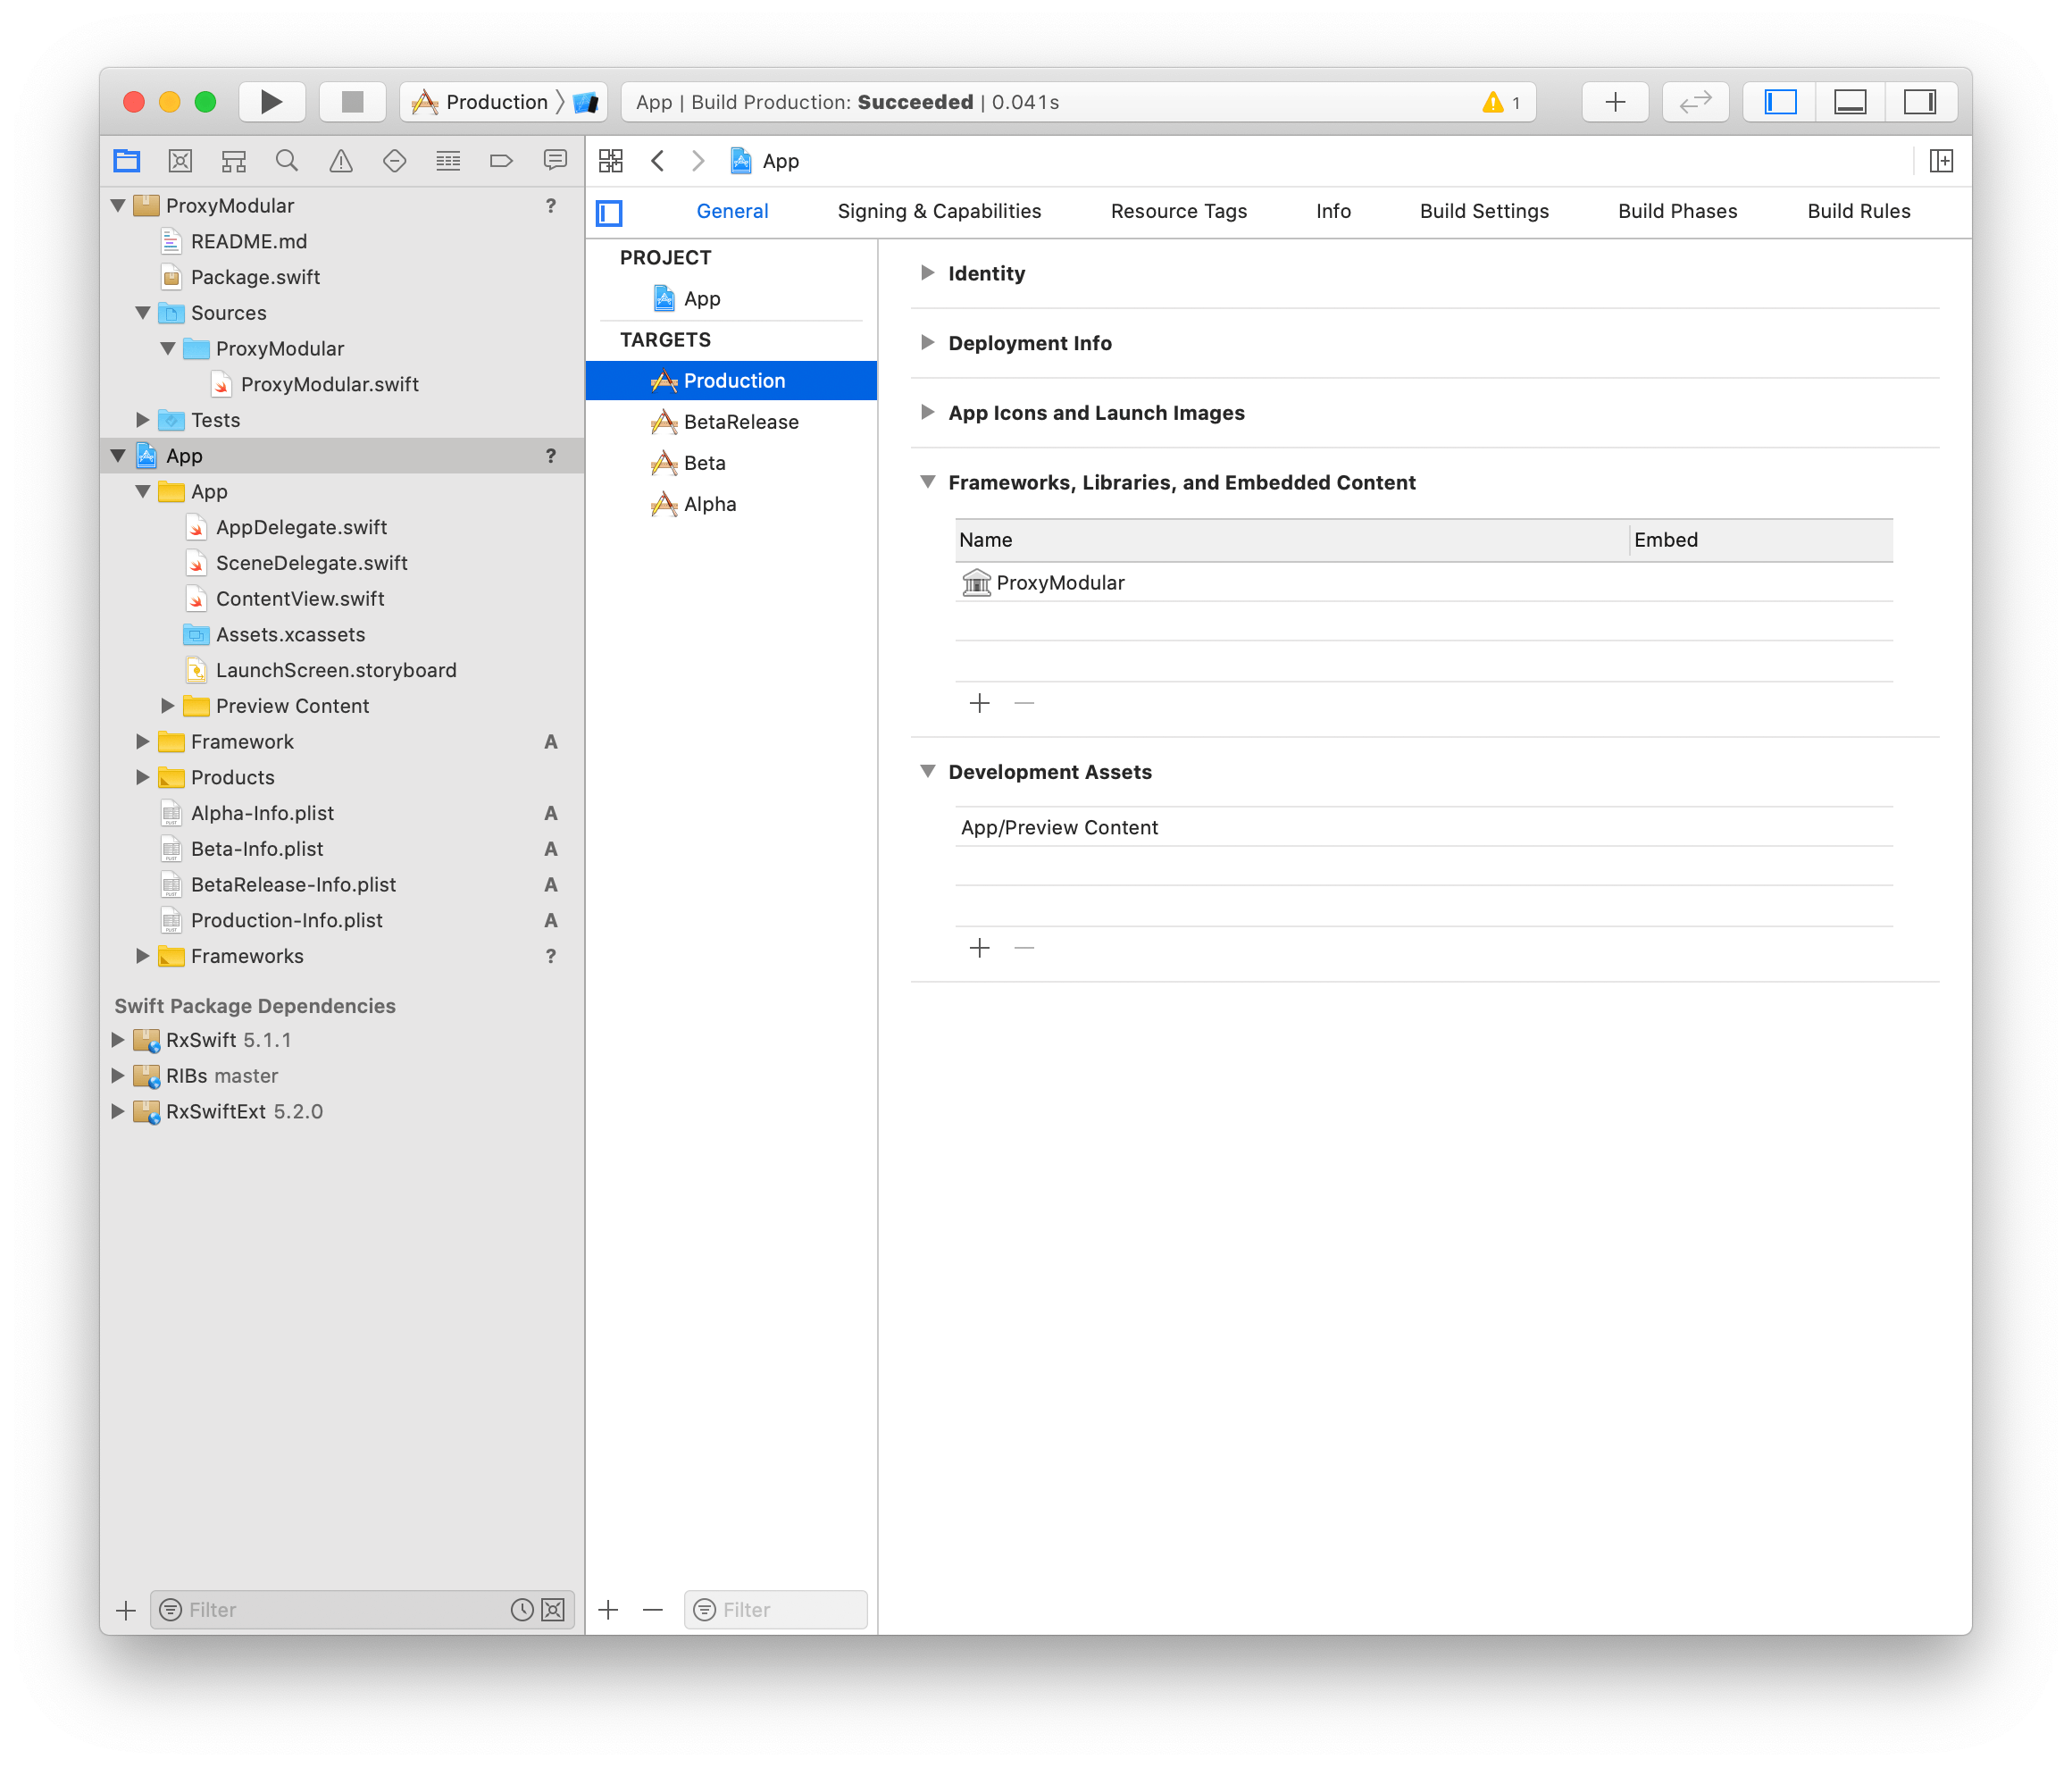 Production
App | Build Production: Succeeded | 0.041s
1
App
ProxyModular ?
README.md
Package.swift
Sources
ProxyModular
ProxyModular.swift
Tests
App ?
App
AppDelegate.swift
SceneDelegate.swift
ContentView.swift
Assets.xcassets
LaunchScreen.storyboard
Preview Content
Framework A
Products
Alpha-Info.plist A
Beta-Info.plist A
BetaRelease-Info.plist A
Production-Info.plist A
Frameworks ?
Swift Package Dependencies
RxSwift 5.1.1
RIBs master
RxSwiftExt 5.2.0
Filter
General Signing & Capabilities Resource Tags Info Build Settings Build Phases Build Rules
PROJECT
App
TARGETS
Production
BetaRelease
Beta
Alpha
Filter
Identity
Deployment Info
App Icons and Launch Images
Frameworks, Libraries, and Embedded Content
Name Embed
ProxyModular
Development Assets
App/Preview Content